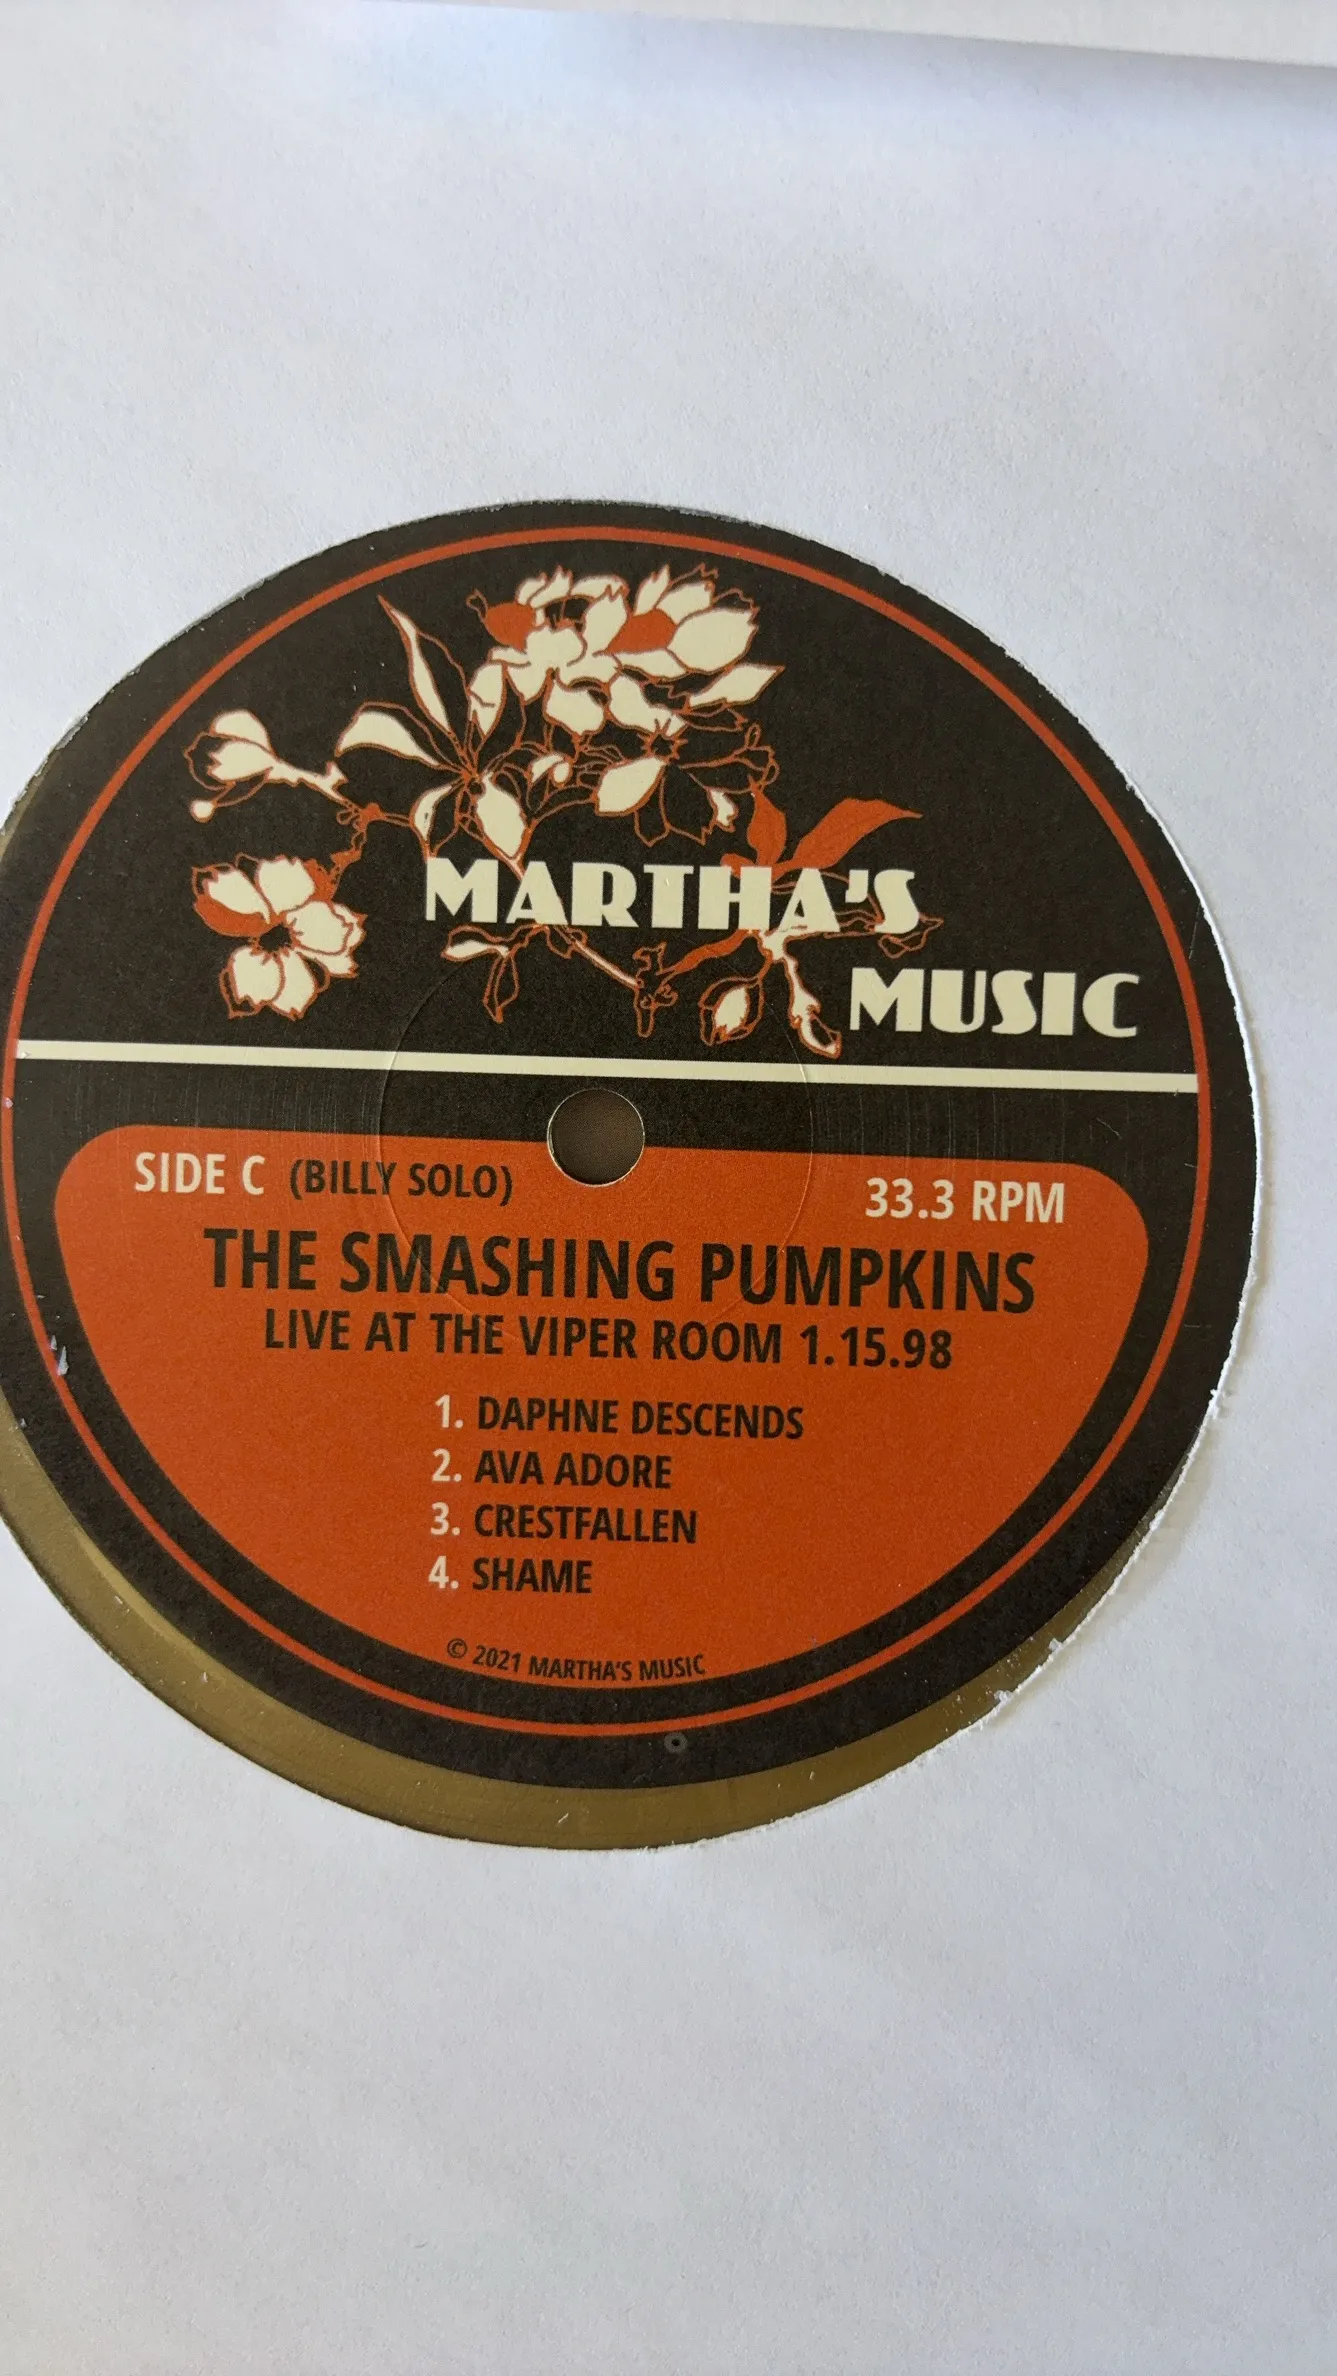 MARTHA'S
MUSIC
SIDE C (BILLY SOLO) 33.3 RPM
THE SMASHING PUMPKINS
LIVE AT THE VIPER ROOM 1.15.98
1. DAPHNE DESCENDS
2. AVA ADORE
3. CRESTFALLEN
4. SHAME
© 2021 MARTHA'S MUSIC